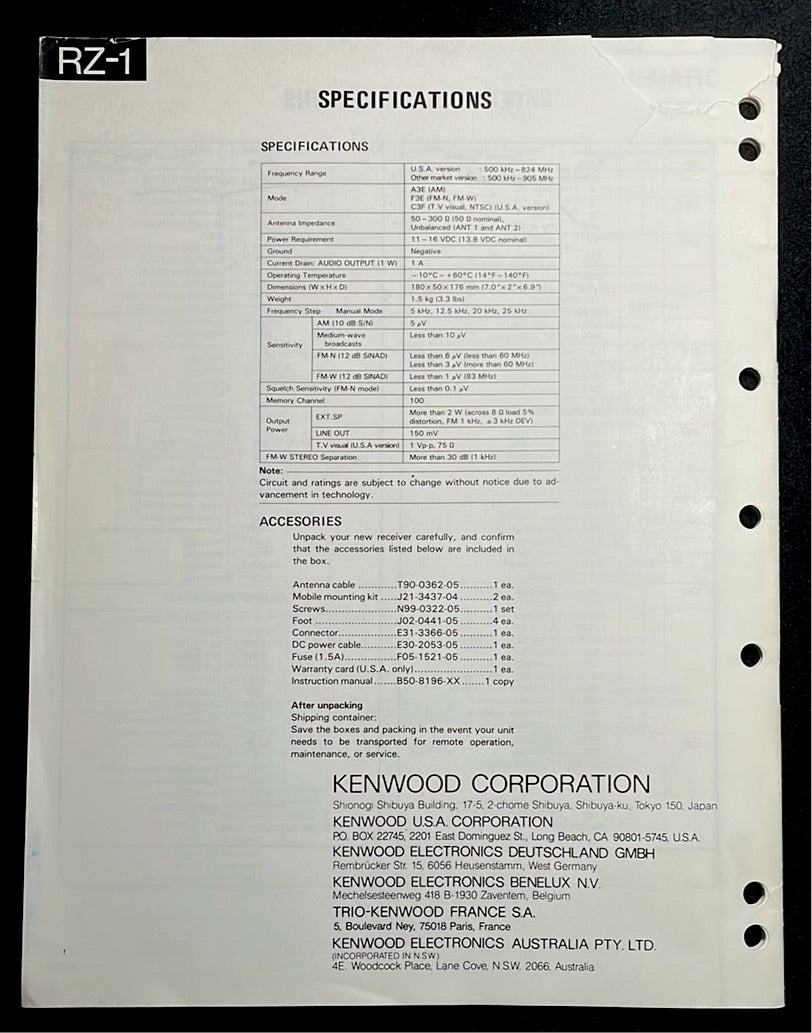 RZ-1
SPECIFICATIONS
SPECIFICATIONS
Frequency Range U.S.A. version : 500 kHz~824 MHz
Other market version : 500 kHz~905 MHz
Mode A3E (AM)
F3E (FM-N, FM-W)
C3F (T.V visual, NTSC) (U.S.A. version)
Antenna Impedance 50~300 Ω (50 Ω nominal),
Unbalanced (ANT 1 and ANT 2)
Power Requirement 11~16 VDC (13.8 VDC nominal)
Ground Negative
Current Drain: AUDIO OUTPUT (1 W) 1 A
Operating Temperature −10°C~+60°C (14°F~140°F)
Dimensions (W×H×D) 180×50×176 mm (7.0"×2"×6.9")
Weight 1.5 kg (3.3 lbs)
Frequency Step Manual Mode 5 kHz, 12.5 kHz, 20 kHz, 25 kHz
Sensitivity AM (10 dB S/N) 5 µV
Medium-wave broadcasts Less than 10 µV
FM-N (12 dB SINAD) Less than 6 µV (less than 60 MHz)
Less than 3 µV (more than 60 MHz)
FM-W (12 dB SINAD) Less than 1 µV (83 MHz)
Squelch Sensitivity (FM-N mode) Less than 0.1 µV
Memory Channel 100
Output Power EXT.SP More than 2 W (across 8 Ω load 5%
distortion, FM 1 kHz, ±3 kHz DEV)
LINE OUT 150 mV
T.V visual (U.S.A version) 1 Vp-p, 75 Ω
FM-W STEREO Separation More than 30 dB (1 kHz)
Note:
Circuit and ratings are subject to change without notice due to ad-
vancement in technology.
ACCESORIES
Unpack your new receiver carefully, and confirm
that the accessories listed below are included in
the box.
Antenna cable ............T90-0362-05..........1 ea.
Mobile mounting kit .....J21-3437-04 ..........2 ea.
Screws......................N99-0322-05..........1 set
Foot .........................J02-0441-05..........4 ea.
Connector..................E31-3366-05..........1 ea.
DC power cable...........E30-2053-05..........1 ea.
Fuse (1.5A)................F05-1521-05..........1 ea.
Warranty card (U.S.A. only)........................1 ea.
Instruction manual.......B50-8196-XX.......1 copy
After unpacking
Shipping container:
Save the boxes and packing in the event your unit
needs to be transported for remote operation,
maintenance, or service.
KENWOOD CORPORATION
Shionogi Shibuya Building, 17-5, 2-chome Shibuya, Shibuya-ku, Tokyo 150, Japan
KENWOOD U.S.A. CORPORATION
P.O. BOX 22745, 2201 East Dominguez St., Long Beach, CA 90801-5745, U.S.A.
KENWOOD ELECTRONICS DEUTSCHLAND GMBH
Rembrücker Str. 15, 6056 Heusenstamm, West Germany
KENWOOD ELECTRONICS BENELUX N.V.
Mechelsesteenweg 418 B-1930 Zaventem, Belgium
TRIO-KENWOOD FRANCE S.A.
5, Boulevard Ney, 75018 Paris, France
KENWOOD ELECTRONICS AUSTRALIA PTY. LTD.
(INCORPORATED IN N.S.W)
4E. Woodcock Place, Lane Cove, N.S.W. 2066, Australia